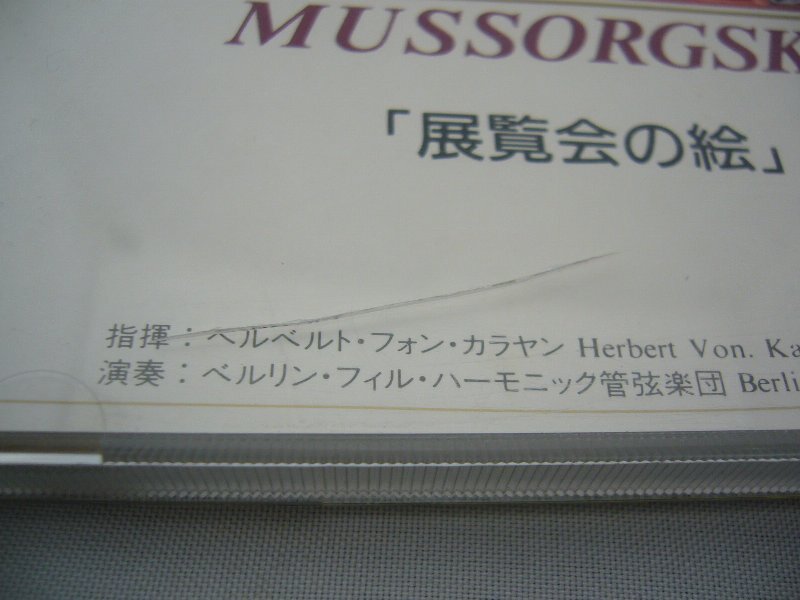 MUSSORGSK
「展覧会の絵」
指揮：ヘルベルト・フォン・カラヤン Herbert Von. Ka
演奏：ベルリン・フィル・ハーモニック管弦楽団 Berli